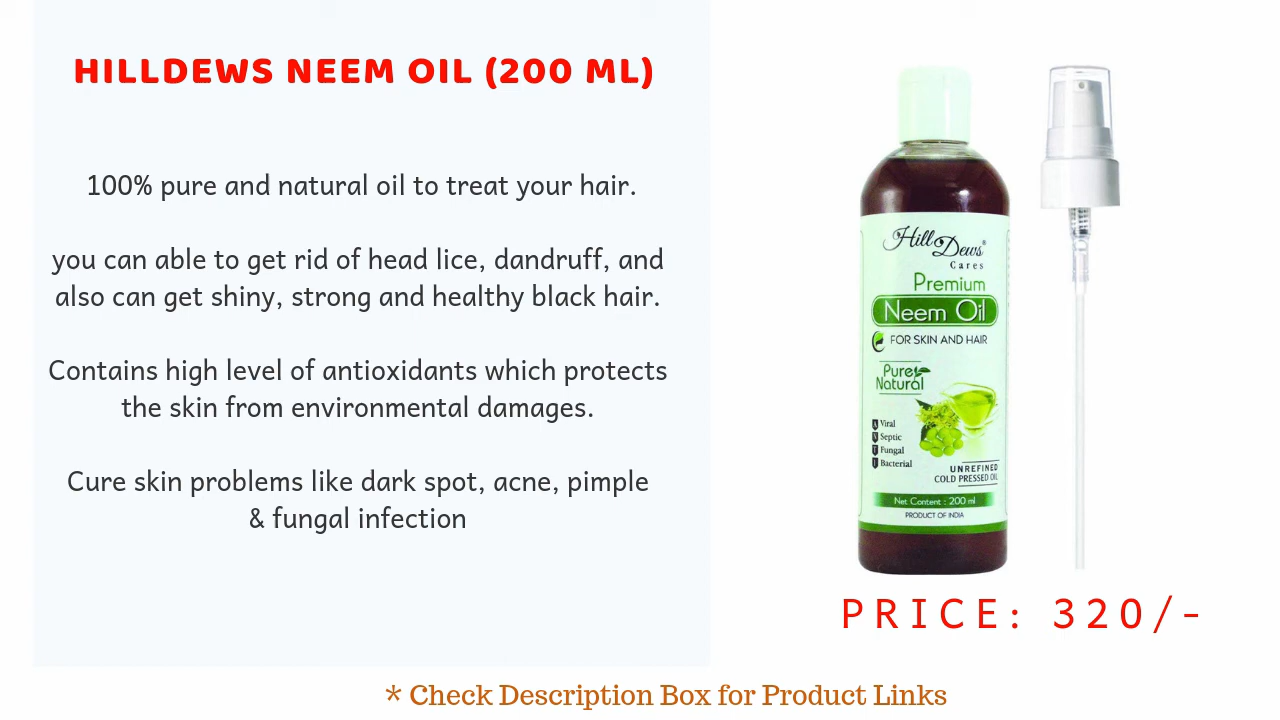 HILLDEWS NEEM OIL (200 ML)
100% pure and natural oil to treat your hair.
you can able to get rid of head lice, dandruff, and
also can get shiny, strong and healthy black hair.
Contains high level of antioxidants which protects
the skin from environmental damages.
Cure skin problems like dark spot, acne, pimple
& fungal infection
Hill Dews®
Cares
Premium
Neem Oil
FOR SKIN AND HAIR
Pure
Natural
A Viral
N Septic
T Fungal
I Bacterial
UNREFINED
COLD PRESSED OIL
Net Content : 200 ml
PRODUCT OF INDIA
PRICE: 320/-
* Check Description Box for Product Links